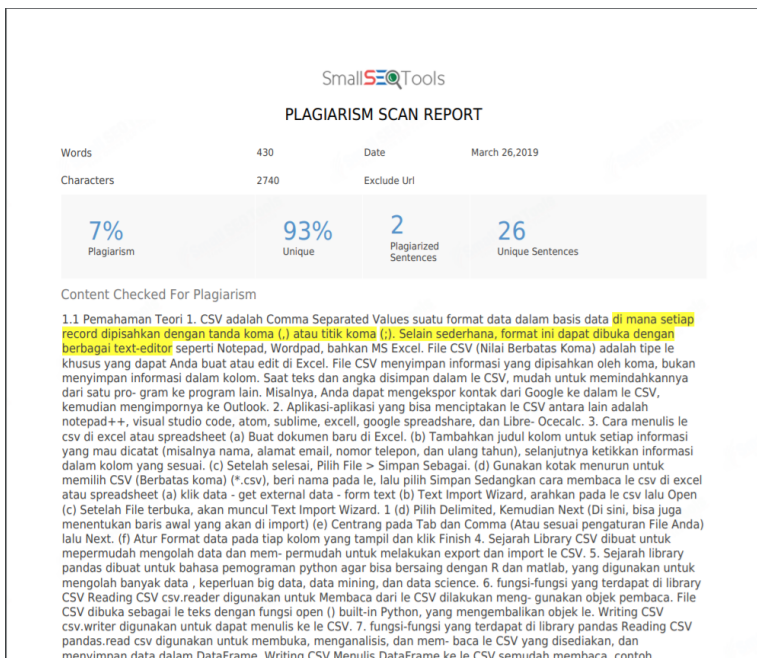 SmallSEOTools
PLAGIARISM SCAN REPORT
Words 430 Date March 26,2019
Characters 2740 Exclude Url
7% Plagiarism
93% Unique
2 Plagiarized Sentences
26 Unique Sentences
Content Checked For Plagiarism
1.1 Pemahaman Teori 1. CSV adalah Comma Separated Values suatu format data dalam basis data di mana setiap
record dipisahkan dengan tanda koma (,) atau titik koma (;). Selain sederhana, format ini dapat dibuka dengan
berbagai text-editor seperti Notepad, Wordpad, bahkan MS Excel. File CSV (Nilai Berbatas Koma) adalah tipe le
khusus yang dapat Anda buat atau edit di Excel. File CSV menyimpan informasi yang dipisahkan oleh koma, bukan
menyimpan informasi dalam kolom. Saat teks dan angka disimpan dalam le CSV, mudah untuk memindahkannya
dari satu pro- gram ke program lain. Misalnya, Anda dapat mengekspor kontak dari Google ke dalam le CSV,
kemudian mengimpornya ke Outlook. 2. Aplikasi-aplikasi yang bisa menciptakan le CSV antara lain adalah
notepad++, visual studio code, atom, sublime, excell, google spreadshare, dan Libre- Ocecalc. 3. Cara menulis le
csv di excel atau spreadsheet (a) Buat dokumen baru di Excel. (b) Tambahkan judul kolom untuk setiap informasi
yang mau dicatat (misalnya nama, alamat email, nomor telepon, dan ulang tahun), selanjutnya ketikkan informasi
dalam kolom yang sesuai. (c) Setelah selesai, Pilih File > Simpan Sebagai. (d) Gunakan kotak menurun untuk
memilih CSV (Berbatas koma) (*.csv), beri nama pada le, lalu pilih Simpan Sedangkan cara membaca le csv di excel
atau spreadsheet (a) klik data - get external data - form text (b) Text Import Wizard, arahkan pada le csv lalu Open
(c) Setelah File terbuka, akan muncul Text Import Wizard. 1 (d) Pilih Delimited, Kemudian Next (Di sini, bisa juga
menentukan baris awal yang akan di import) (e) Centrang pada Tab dan Comma (Atau sesuai pengaturan File Anda)
lalu Next. (f) Atur Format data pada tiap kolom yang tampil dan klik Finish 4. Sejarah Library CSV dibuat untuk
mepermudah mengolah data dan mem- permudah untuk melakukan export dan import le CSV. 5. Sejarah library
pandas dibuat untuk bahasa pemograman python agar bisa bersaing dengan R dan matlab, yang digunakan untuk
mengolah banyak data , keperluan big data, data mining, dan data science. 6. fungsi-fungsi yang terdapat di library
CSV Reading CSV csv.reader digunakan untuk Membaca dari le CSV dilakukan meng- gunakan objek pembaca. File
CSV dibuka sebagai le teks dengan fungsi open () built-in Python, yang mengembalikan objek le. Writing CSV
csv.writer digunakan untuk dapat menulis ke le CSV. 7. fungsi-fungsi yang terdapat di library pandas Reading CSV
pandas.read csv digunakan untuk membuka, menganalisis, dan mem- baca le CSV yang disediakan, dan
menyimpan data dalam DataFrame. Writing CSV Menulis DataFrame ke le CSV semudah membaca, contoh